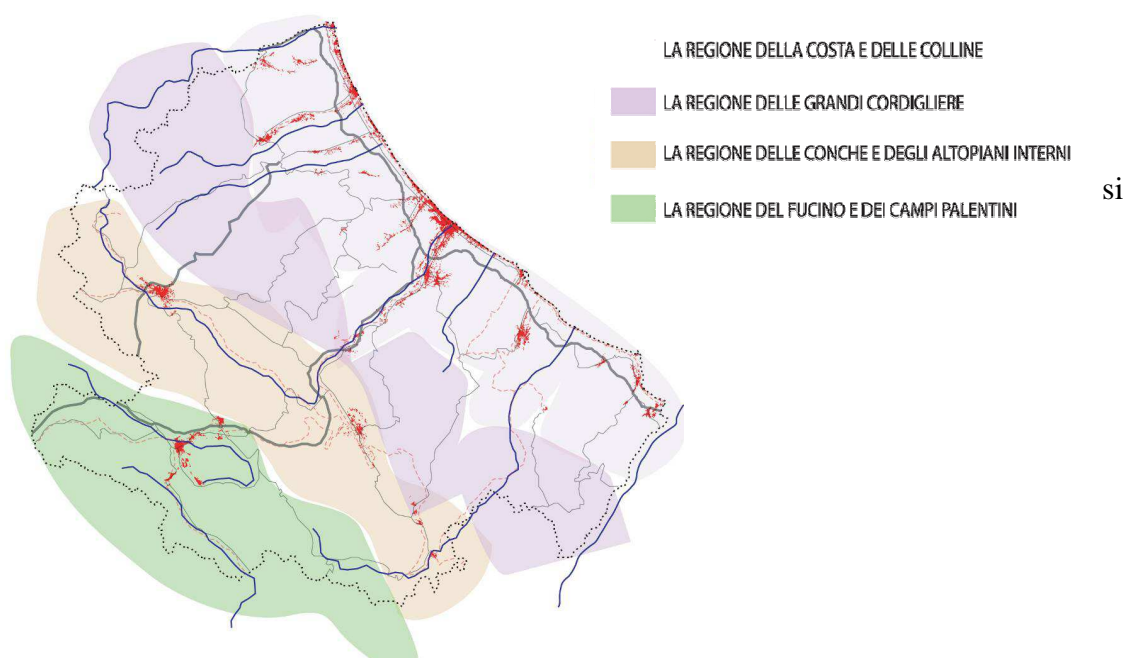 LA REGIONE DELLA COSTA E DELLE COLLINE
LA REGIONE DELLE GRANDI CORDIGLIERE
LA REGIONE DELLE CONCHE E DEGLI ALTOPIANI INTERNI
si
LA REGIONE DEL FUCINO E DEI CAMPI PALENTINI